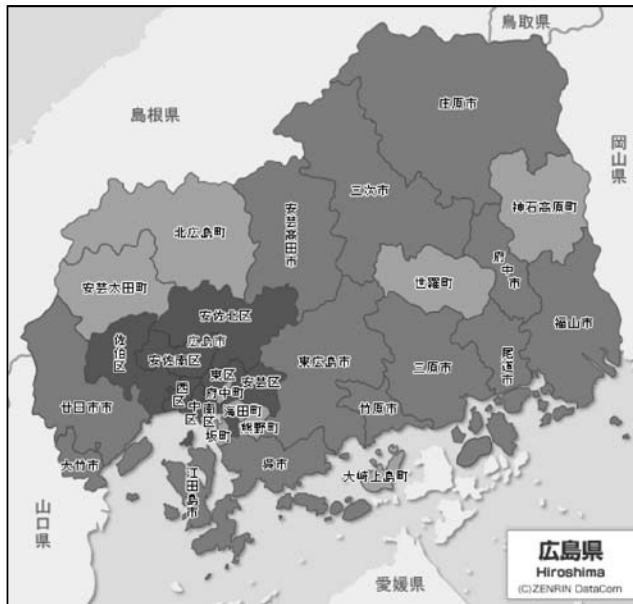 鳥取県
島根県
庄原市
岡山県
三次市
神石高原町
安芸高田市
北広島町
府中市
世羅町
安芸太田町
福山市
安佐北区
佐伯区
広島市
安佐南区
東広島市
三原市
尾道市
東区
安芸区
西区
府中町
廿日市市
中区
南区
海田町
竹原市
熊野町
坂町
呉市
大竹市
江田島市
大崎上島町
山口県
愛媛県
広島県
Hiroshima
(C)ZENRIN DataCom